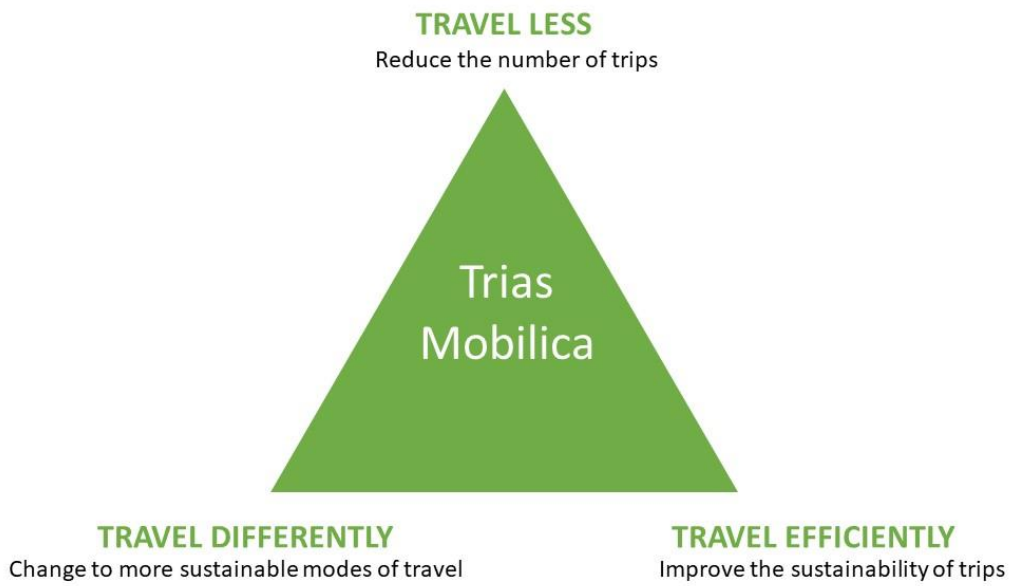 TRAVEL LESS
Reduce the number of trips
Trias
Mobilica
TRAVEL DIFFERENTLY
Change to more sustainable modes of travel
TRAVEL EFFICIENTLY
Improve the sustainability of trips